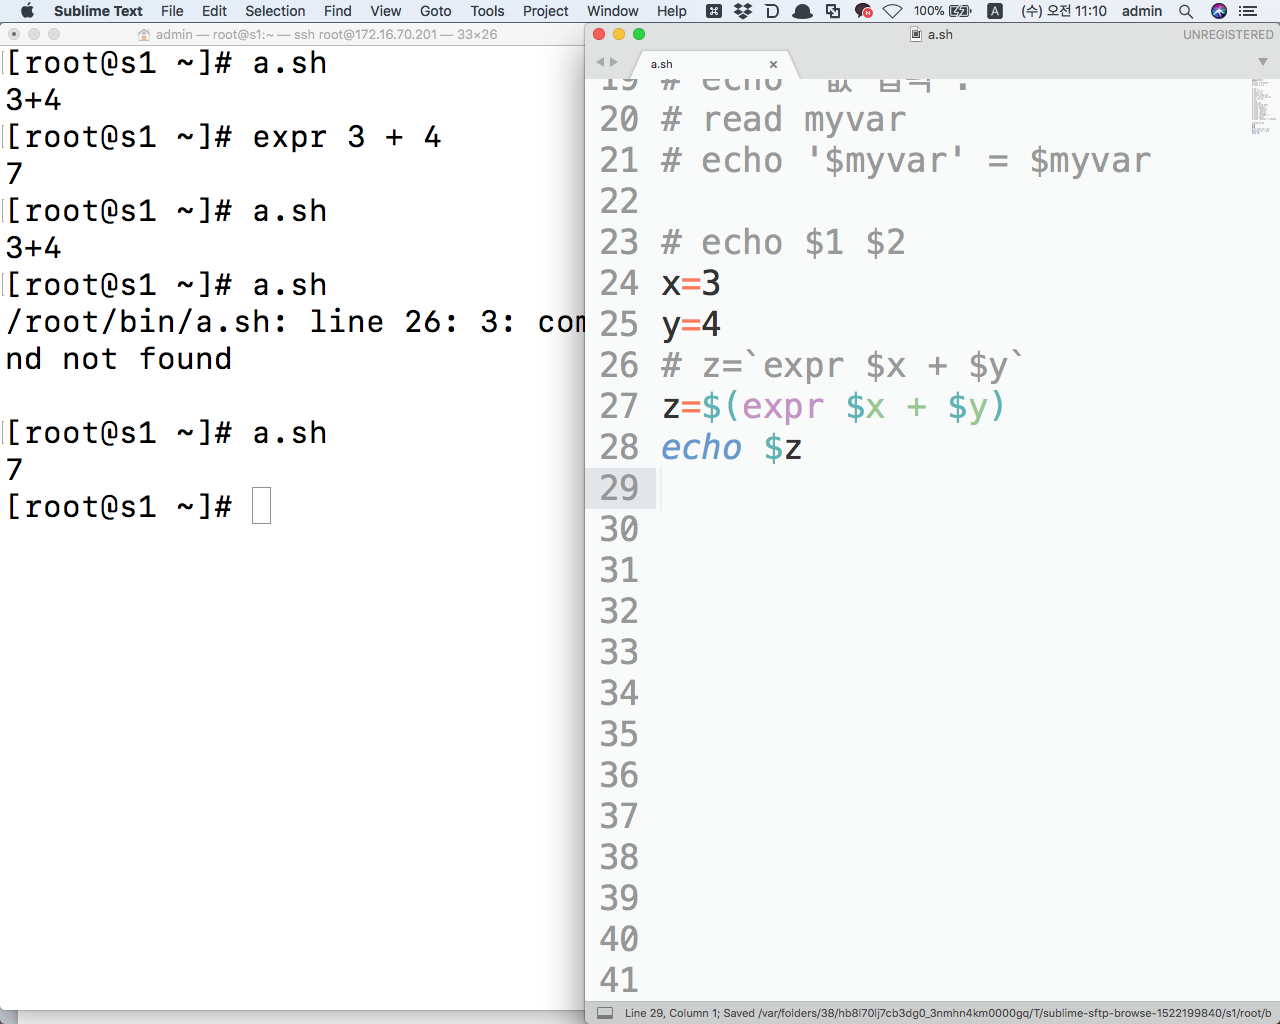 Sublime Text File Edit Selection Find View Goto Tools Project Window Help 100% A (수) 오전 11:10 admin
admin — root@s1:~ — ssh root@172.16.70.201 — 33×26
[root@s1 ~]# a.sh
3+4
[root@s1 ~]# expr 3 + 4
7
[root@s1 ~]# a.sh
3+4
[root@s1 ~]# a.sh
/root/bin/a.sh: line 26: 3: com
nd not found
[root@s1 ~]# a.sh
7
[root@s1 ~]#
a.sh UNREGISTERED
a.sh
19 # echo
20 # read myvar
21 # echo '$myvar' = $myvar
22
23 # echo $1 $2
24 x=3
25 y=4
26 # z=`expr $x + $y`
27 z=$(expr $x + $y)
28 echo $z
29
30
31
32
33
34
35
36
37
38
39
40
41
Line 29, Column 1; Saved /var/folders/38/hb8l70lj7cb3dg0_3nmhn4km0000gq/T/sublime-sftp-browse-1522199840/s1/root/b